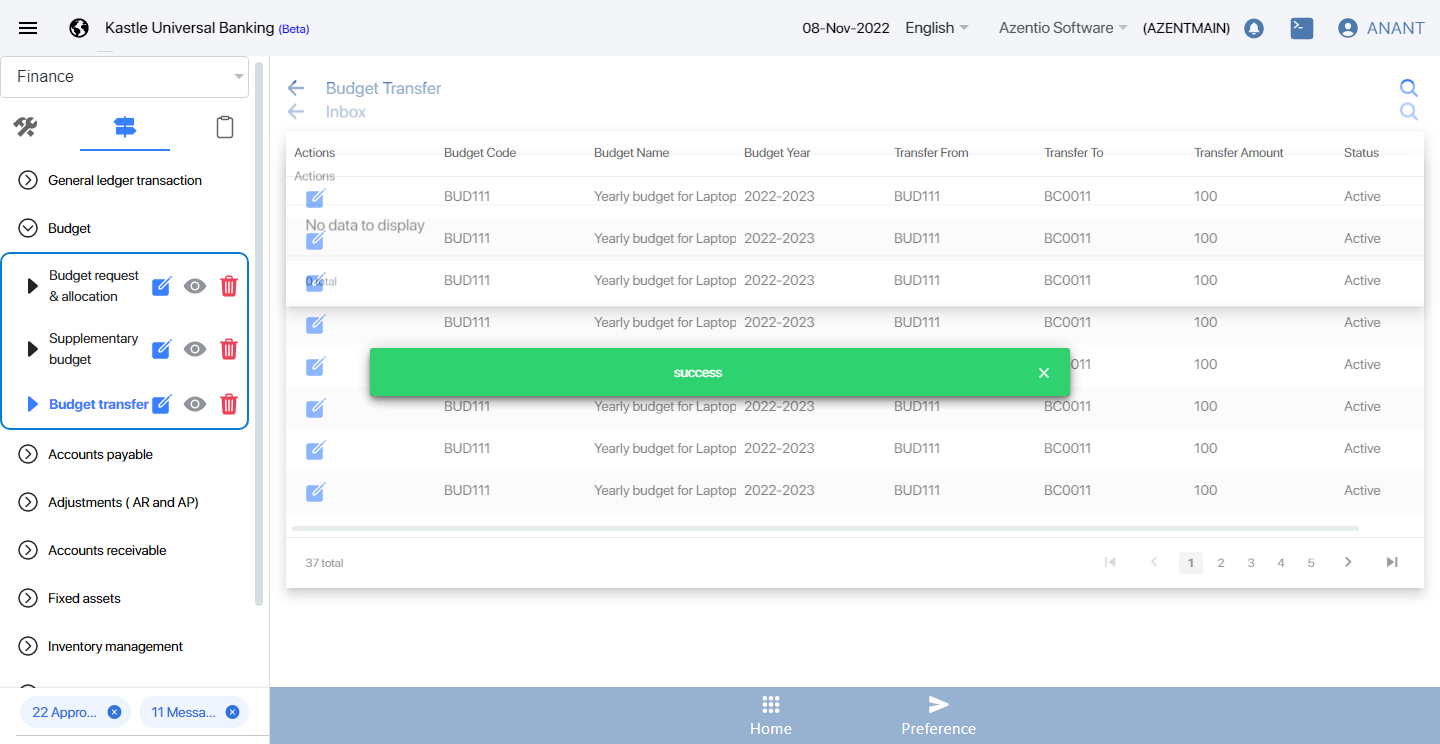 Kastle Universal Banking (Beta)
08-Nov-2022 English Azentio Software (AZENTMAIN) ANANT
Finance
General ledger transaction
Budget
Budget request
& allocation
Supplementary
budget
Budget transfer
Accounts payable
Adjustments ( AR and AP)
Accounts receivable
Fixed assets
Inventory management
22 Appro... 11 Messa...
Budget Transfer
Inbox
Actions Budget Code Budget Name Budget Year Transfer From Transfer To Transfer Amount Status
Actions
BUD111 Yearly budget for Laptop 2022-2023 BUD111 BC0011 100 Active
No data to display
BUD111 Yearly budget for Laptop 2022-2023 BUD111 BC0011 100 Active
0 total
BUD111 Yearly budget for Laptop 2022-2023 BUD111 BC0011 100 Active
BUD111 Yearly budget for Laptop 2022-2023 BUD111 BC0011 100 Active
0011 100 Active
success
BUD111 Yearly budget for Laptop 2022-2023 BUD111 BC0011 100 Active
BUD111 Yearly budget for Laptop 2022-2023 BUD111 BC0011 100 Active
BUD111 Yearly budget for Laptop 2022-2023 BUD111 BC0011 100 Active
37 total 1 2 3 4 5
Home Preference